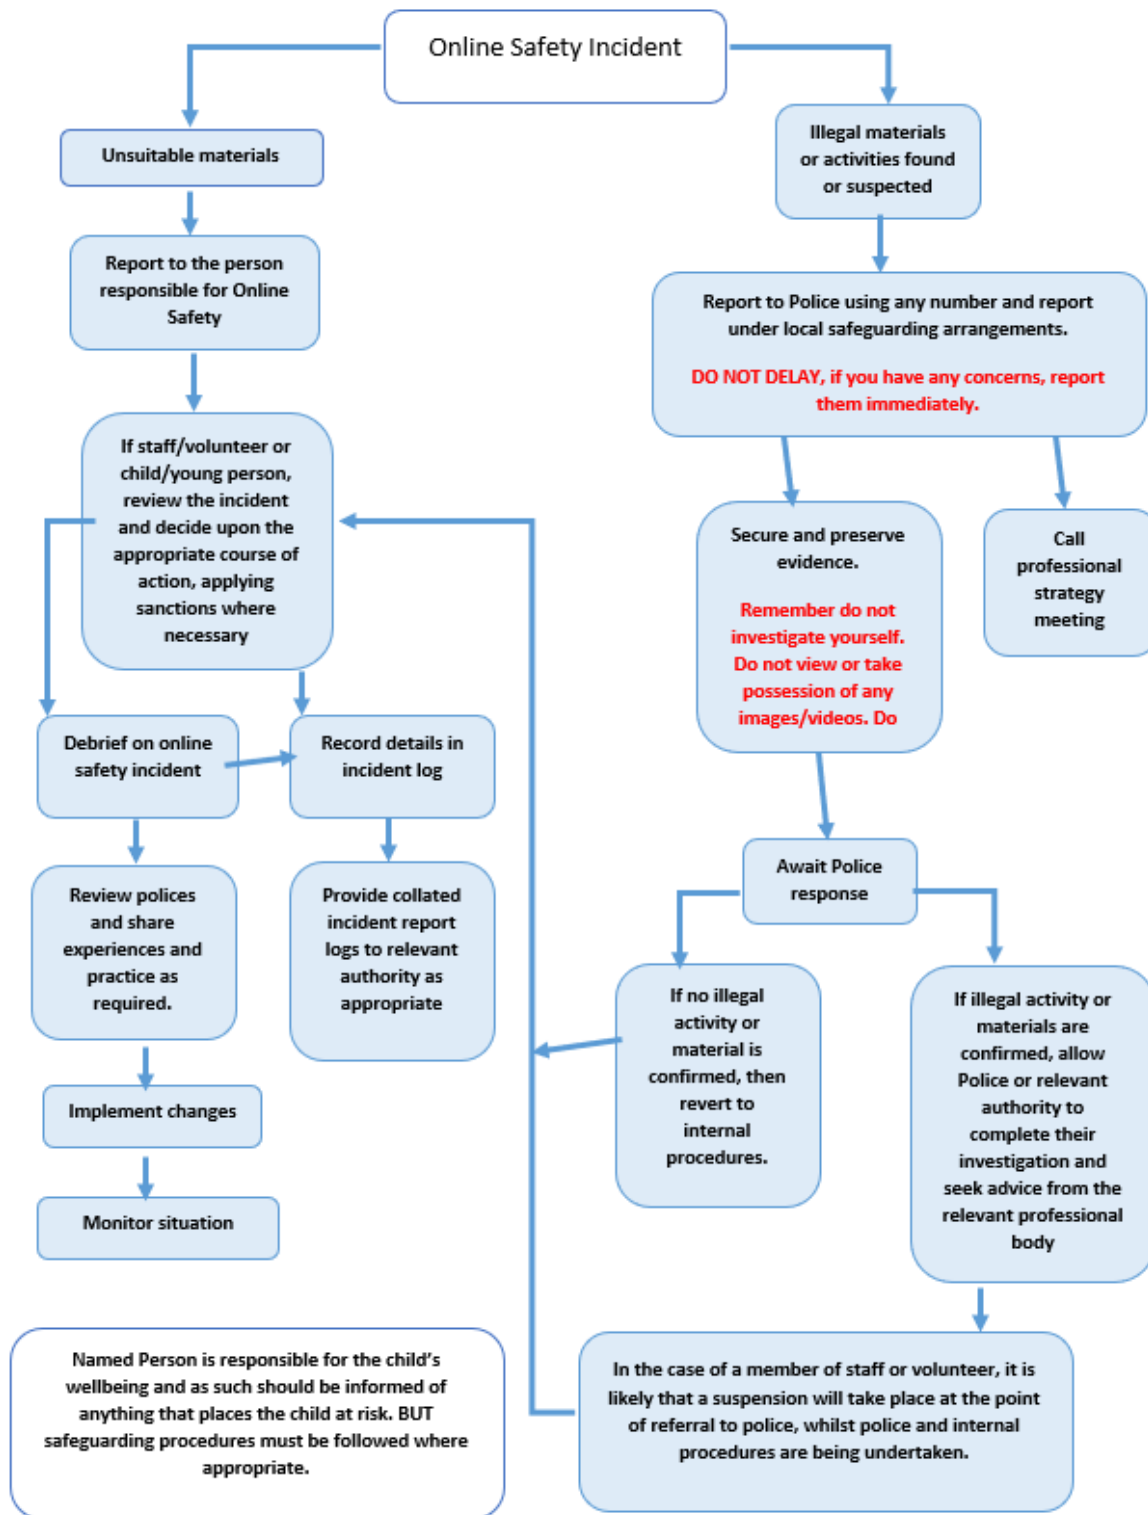 Online Safety Incident
Unsuitable materials
Illegal materials
or activities found
or suspected
Report to the person
responsible for Online
Safety
Report to Police using any number and report
under local safeguarding arrangements.
DO NOT DELAY, if you have any concerns, report
them immediately.
If staff/volunteer or
child/young person,
review the incident
and decide upon the
appropriate course of
action, applying
sanctions where
necessary
Secure and preserve
evidence.
Remember do not
investigate yourself.
Do not view or take
possession of any
images/videos. Do
Call
professional
strategy
meeting
Debrief on online
safety incident
Record details in
incident log
Review polices
and share
experiences and
practice as
required.
Provide collated
incident report
logs to relevant
authority as
appropriate
Await Police
response
If no illegal
activity or
material is
confirmed, then
revert to
internal
procedures.
If illegal activity or
materials are
confirmed, allow
Police or relevant
authority to
complete their
investigation and
seek advice from the
relevant professional
body
Implement changes
Monitor situation
Named Person is responsible for the child's
wellbeing and as such should be informed of
anything that places the child at risk. BUT
safeguarding procedures must be followed where
appropriate.
In the case of a member of staff or volunteer, it is
likely that a suspension will take place at the point
of referral to police, whilst police and internal
procedures are being undertaken.